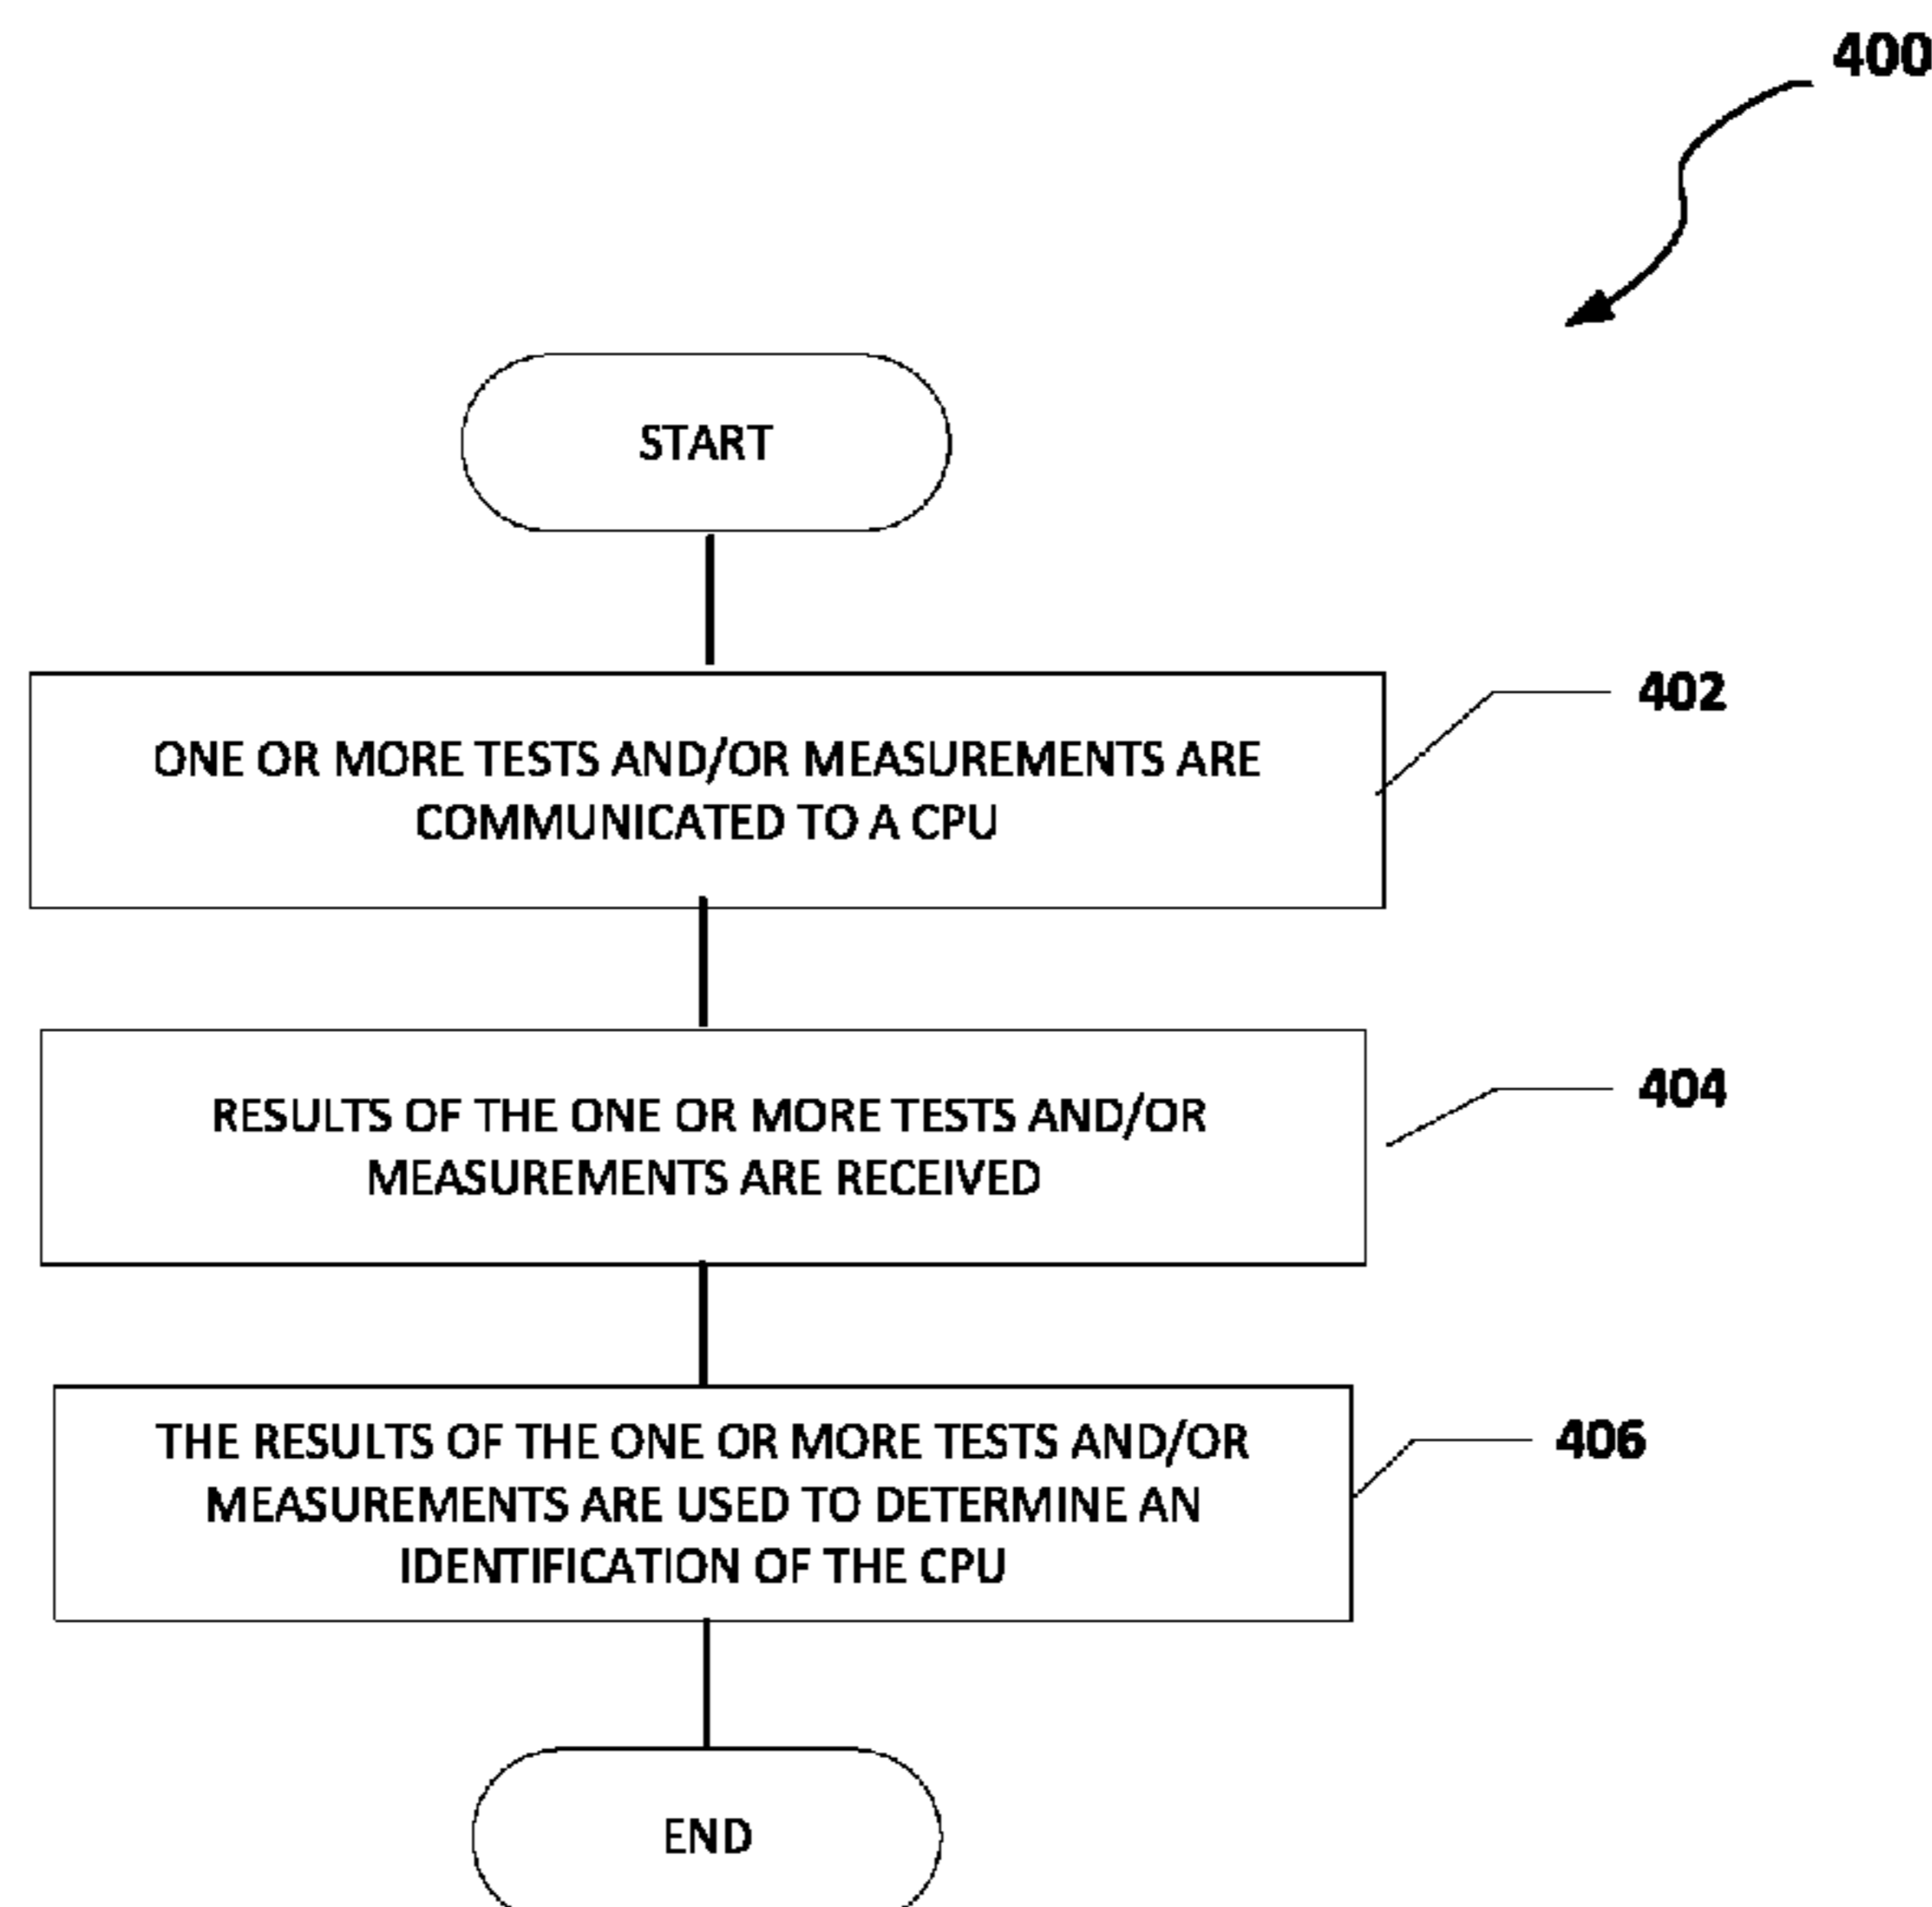 400
START
ONE OR MORE TESTS AND/OR MEASUREMENTS ARE
COMMUNICATED TO A CPU
402
RESULTS OF THE ONE OR MORE TESTS AND/OR
MEASUREMENTS ARE RECEIVED
404
THE RESULTS OF THE ONE OR MORE TESTS AND/OR
MEASUREMENTS ARE USED TO DETERMINE AN
IDENTIFICATION OF THE CPU
406
END